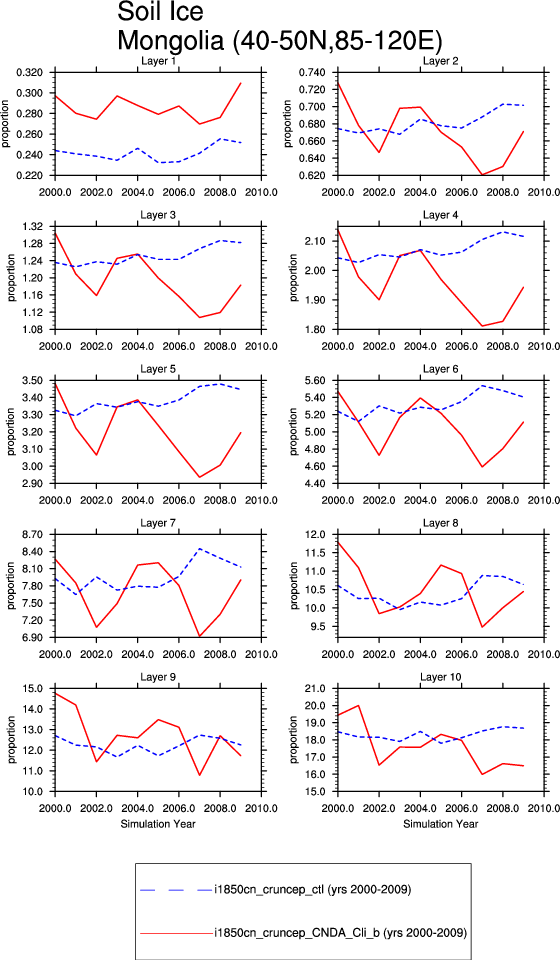 Soil Ice
Mongolia (40-50N,85-120E)
Layer 1
Layer 2
0.320
0.300
0.280
0.260
0.240
0.220
proportion
2000.0 2002.0 2004.0 2006.0 2008.0 2010.0
0.740
0.700
0.680
0.660
0.640
0.620
proportion
2000.0 2002.0 2004.0 2006.0 2008.0 2010.0
Layer 3
Layer 4
1.32
1.28
1.24
1.20
1.16
1.12
1.08
proportion
2000.0 2002.0 2004.0 2006.0 2008.0 2010.0
2.10
2.00
1.90
1.80
proportion
2000.0 2002.0 2004.0 2006.0 2008.0 2010.0
Layer 5
Layer 6
3.50
3.40
3.30
3.20
3.10
3.00
2.90
proportion
2000.0 2002.0 2004.0 2006.0 2008.0 2010.0
5.60
5.40
5.20
5.00
4.80
4.60
4.40
proportion
2000.0 2002.0 2004.0 2006.0 2008.0 2010.0
Layer 7
Layer 8
8.70
8.40
8.10
7.80
7.50
7.20
6.90
proportion
2000.0 2002.0 2004.0 2006.0 2008.0 2010.0
12.0
11.5
11.0
10.5
10.0
9.5
proportion
2000.0 2002.0 2004.0 2006.0 2008.0 2010.0
Layer 9
Layer 10
15.0
14.0
13.0
12.0
11.0
10.0
proportion
2000.0 2002.0 2004.0 2006.0 2008.0 2010.0
Simulation Year
21.0
20.0
19.0
18.0
17.0
16.0
15.0
proportion
2000.0 2002.0 2004.0 2006.0 2008.0 2010.0
Simulation Year
i1850cn_cruncep_ctl (yrs 2000-2009)
i1850cn_cruncep_CNDA_Cli_b (yrs 2000-2009)